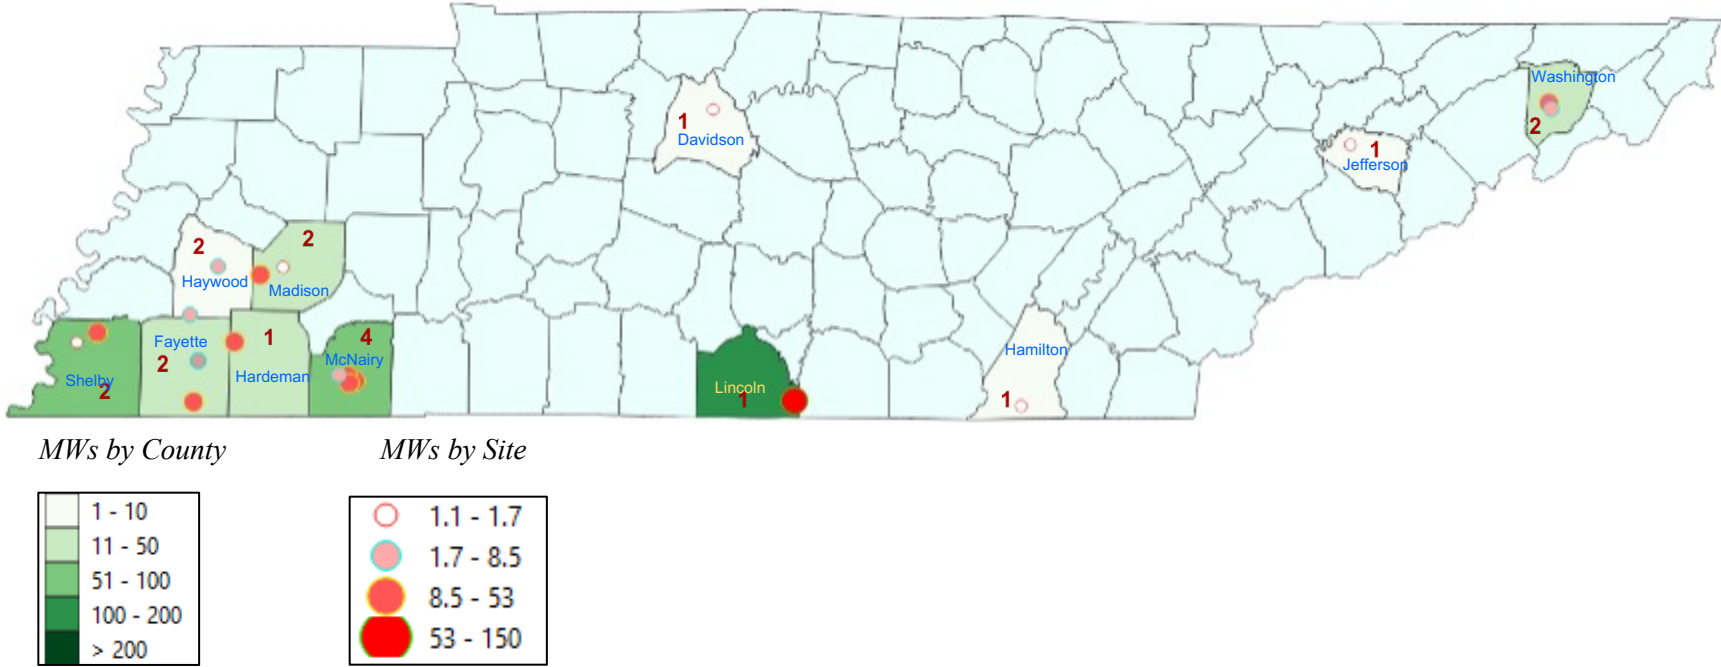 Washington
2
1
Davidson
1
Jefferson
2
2
Haywood
Madison
Fayette
2
1
Hardeman
4
McNairy
Shelby
2
Lincoln
1
Hamilton
1
MWs by County
MWs by Site
1 - 10
11 - 50
51 - 100
100 - 200
> 200
1.1 - 1.7
1.7 - 8.5
8.5 - 53
53 - 150